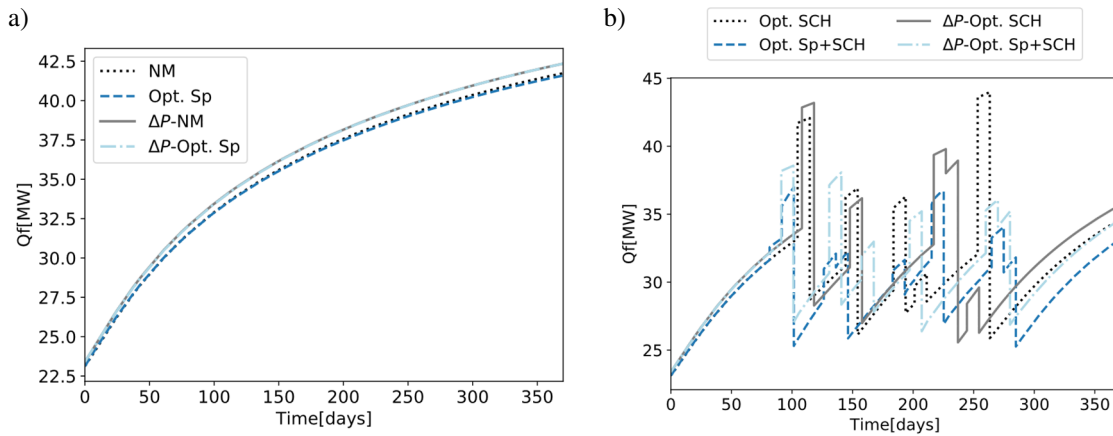 a)
Qf[MW]
42.5
40.0
37.5
35.0
32.5
30.0
27.5
25.0
22.5
NM
Opt. Sp
ΔP-NM
ΔP-Opt. Sp
0 50 100 150 200 250 300 350
Time[days]
b)
Opt. SCH ΔP-Opt. SCH
Opt. Sp+SCH ΔP-Opt. Sp+SCH
Qf[MW]
45
40
35
30
25
0 50 100 150 200 250 300 350
Time[days]